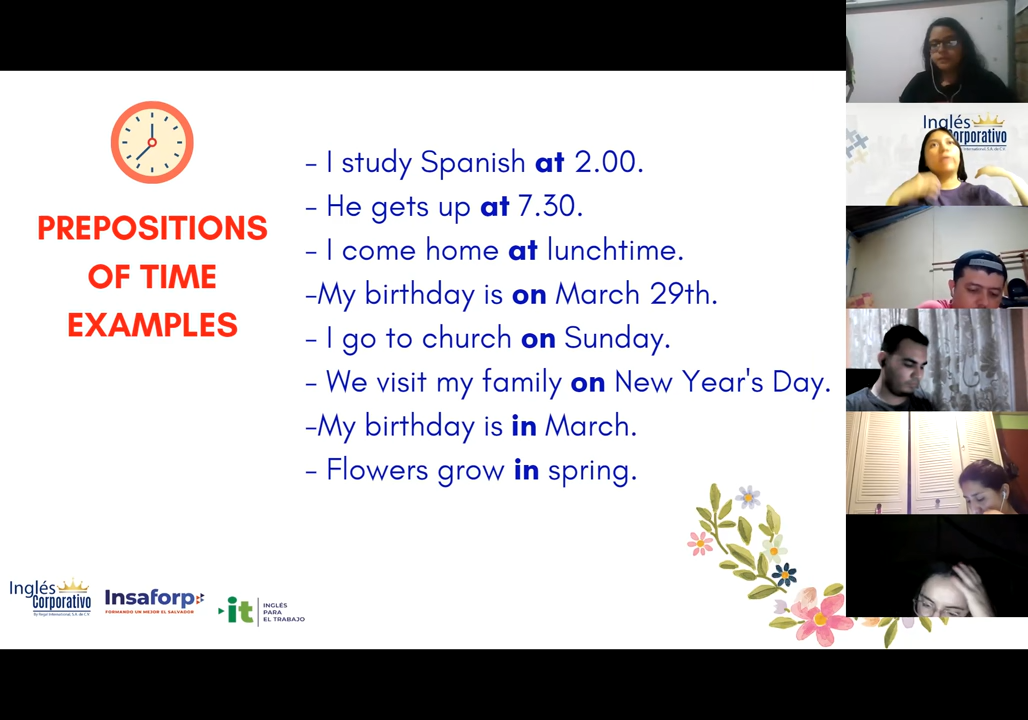 PREPOSITIONS
OF TIME
EXAMPLES
- I study Spanish at 2.00.
- He gets up at 7.30.
- I come home at lunchtime.
-My birthday is on March 29th.
- I go to church on Sunday.
- We visit my family on New Year's Day.
-My birthday is in March.
- Flowers grow in spring.
Inglés
Corporativo
Insaforp
FORMANDO UN MEJOR EL SALVADOR
it
INGLÉS
PARA
EL TRABAJO
Inglés
Corporativo